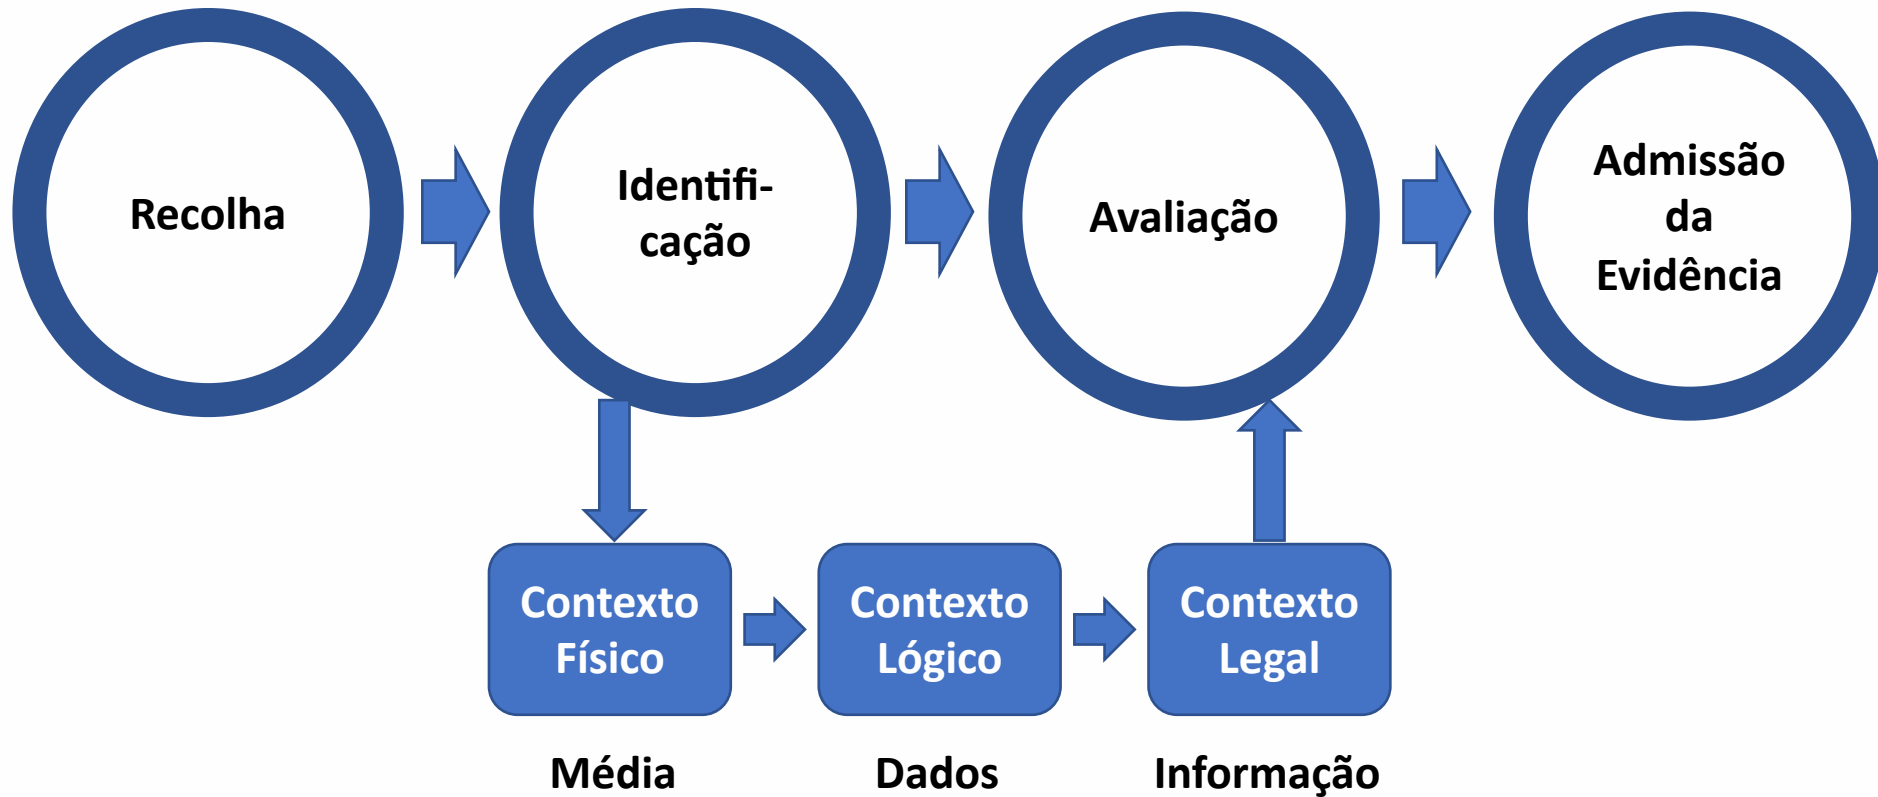 Recolha
Identifi-
cação
Avaliação
Admissão
da
Evidência
Contexto
Físico
Contexto
Lógico
Contexto
Legal
Média
Dados
Informação